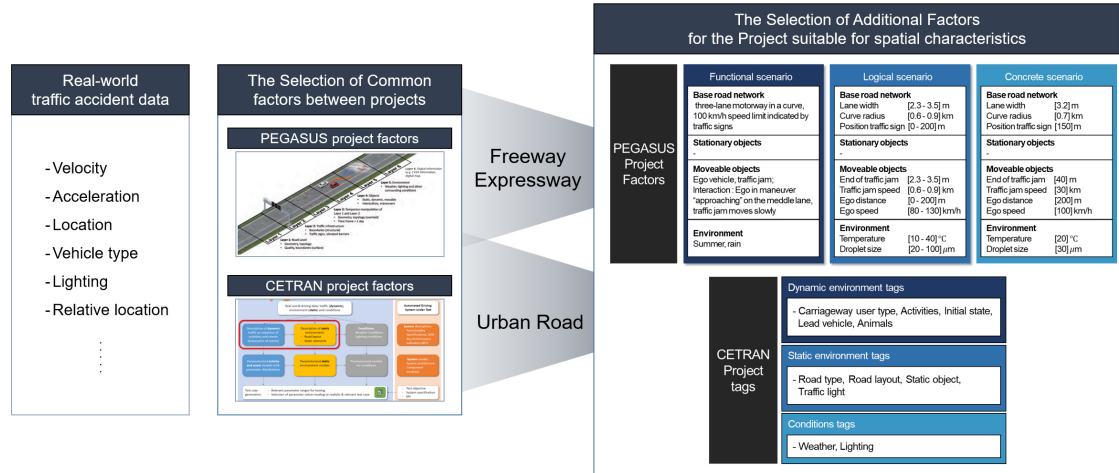 Real-world
traffic accident data
- Velocity
- Acceleration
- Location
- Vehicle type
- Lighting
- Relative location
The Selection of Common
factors between projects
PEGASUS project factors
CETRAN project factors
Freeway
Expressway
Urban Road
The Selection of Additional Factors
for the Project suitable for spatial characteristics
PEGASUS
Project
Factors
Functional scenario
Base road network
three-lane motorway in a curve,
100 km/h speed limit indicated by
traffic signs
Stationary objects
-
Moveable objects
Ego vehicle, traffic jam;
Interaction : Ego in maneuver
"approaching" on the meddle lane,
traffic jam moves slowly
Environment
Summer, rain
Logical scenario
Base road network
Lane width [2.3 - 3.5] m
Curve radius [0.6 - 0.9] km
Position traffic sign [0 - 200] m
Stationary objects
-
Moveable objects
End of traffic jam [2.3 - 3.5] m
Traffic jam speed [0.6 - 0.9] km
Ego distance [0 - 200] m
Ego speed [80 - 130] km/h
Environment
Temperature [10 - 40] °C
Droplet size [20 - 100] μm
Concrete scenario
Base road network
Lane width [3.2] m
Curve radius [0.7] km
Position traffic sign [150] m
Stationary objects
-
Moveable objects
End of traffic jam [40] m
Traffic jam speed [30] km
Ego distance [200] m
Ego speed [100] km/h
Environment
Temperature [20] °C
Droplet size [30] μm
CETRAN
Project
tags
Dynamic environment tags
- Carriageway user type, Activities, Initial state,
Lead vehicle, Animals
Static environment tags
- Road type, Road layout, Static object,
Traffic light
Conditions tags
- Weather, Lighting